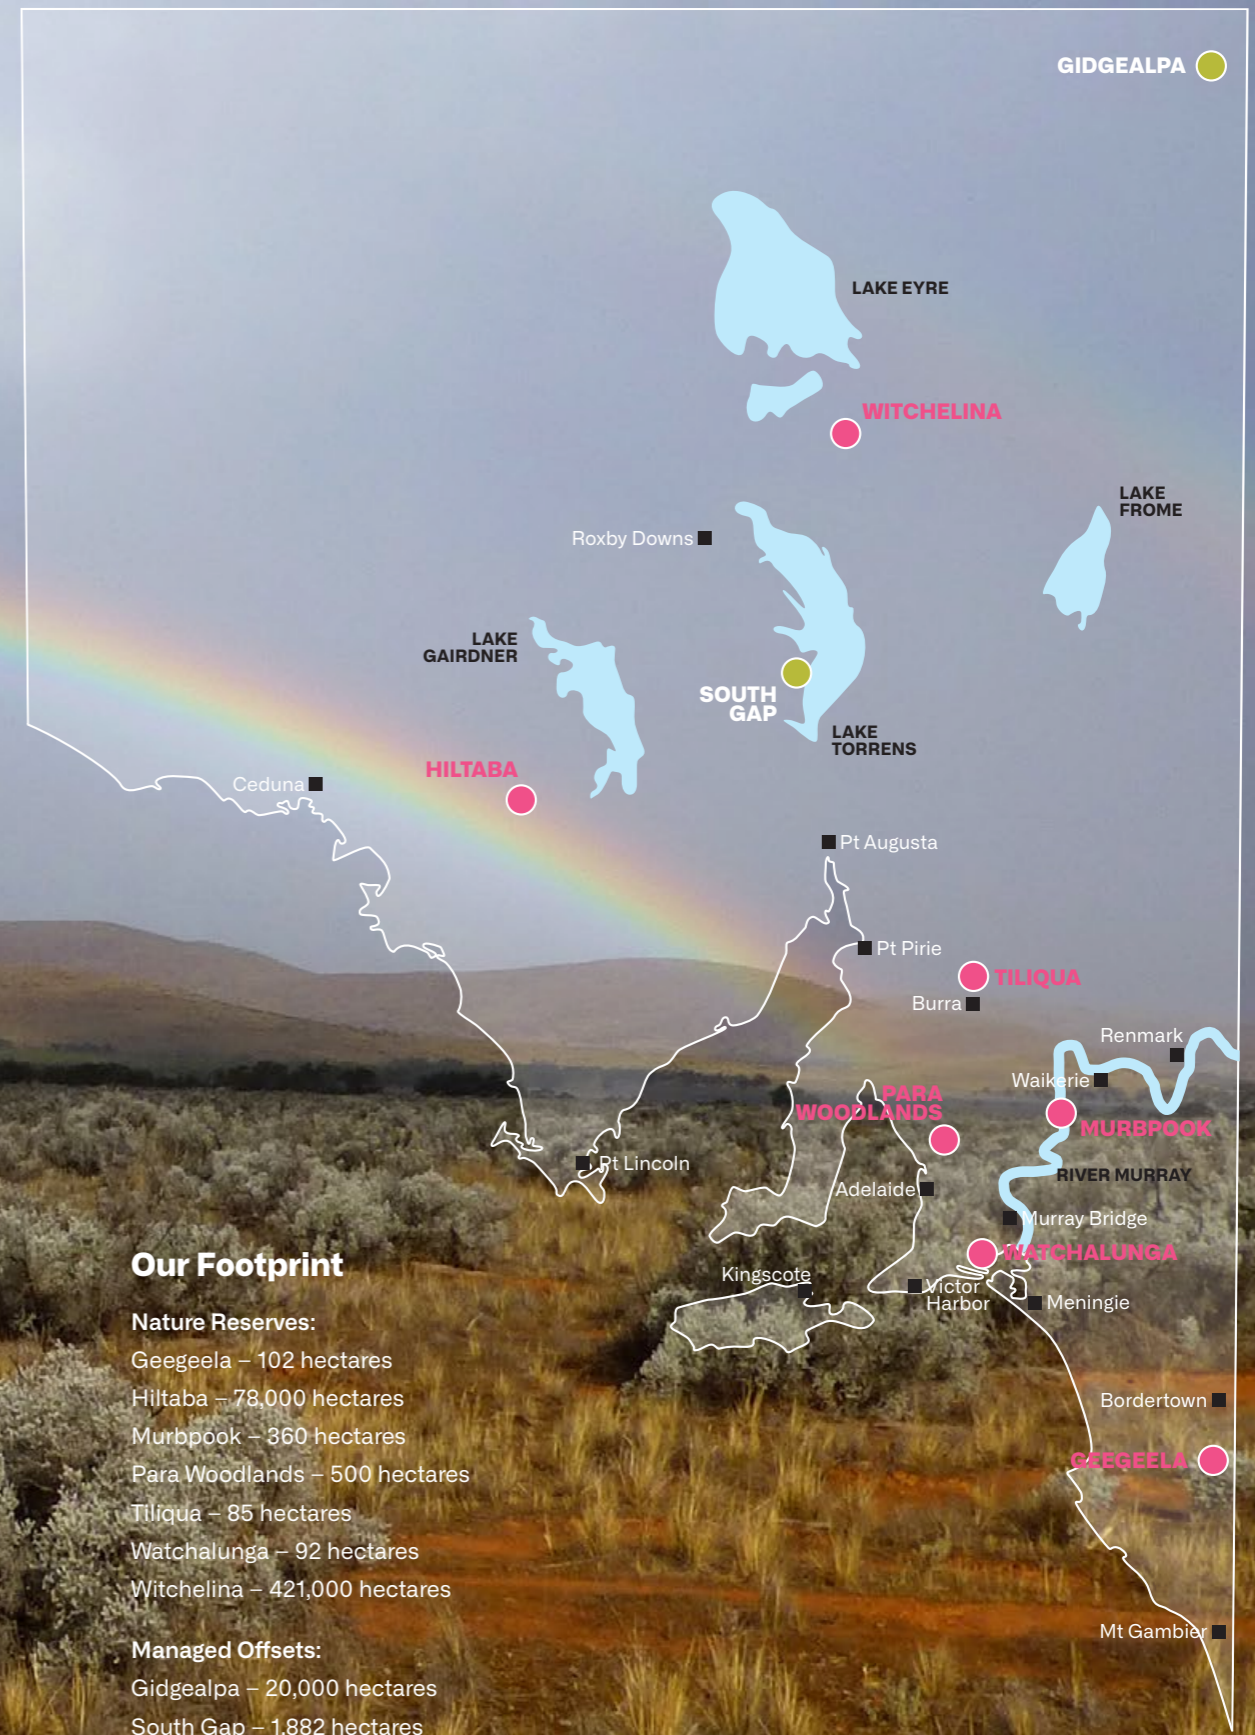 GIDGEALPA
LAKE EYRE
WITCHELINA
LAKE
FROME
Roxby Downs
LAKE
GAIRDNER
SOUTH
GAP
LAKE
TORRENS
HILTABA
Ceduna
Pt Augusta
Pt Pirie
TILIQUA
Burra
Renmark
Waikerie
PARA
WOODLANDS
MURBPOOK
Pt Lincoln
RIVER MURRAY
Adelaide
Murray Bridge
WATCHALUNGA
Kingscote
Victor
Harbor
Meningie
Bordertown
GEEGEELA
Mt Gambier
Our Footprint
Nature Reserves:
Geegeela – 102 hectares
Hiltaba – 78,000 hectares
Murbpook – 360 hectares
Para Woodlands – 500 hectares
Tiliqua – 85 hectares
Watchalunga – 92 hectares
Witchelina – 421,000 hectares
Managed Offsets:
Gidgealpa – 20,000 hectares
South Gap – 1,882 hectares